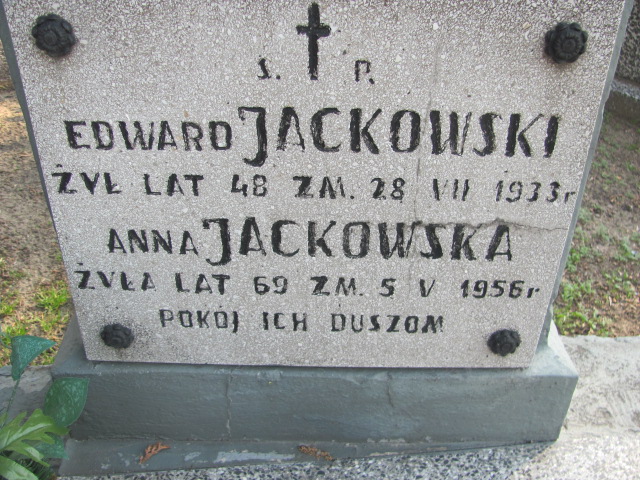 Ś. P.
EDWARD JACKOWSKI
ŻYŁ LAT 48 ZM. 28 VII 1933 r
ANNA JACKOWSKA
ŻYŁA LAT 69 ZM. 5 V 1956 r
POKÓJ ICH DUSZOM